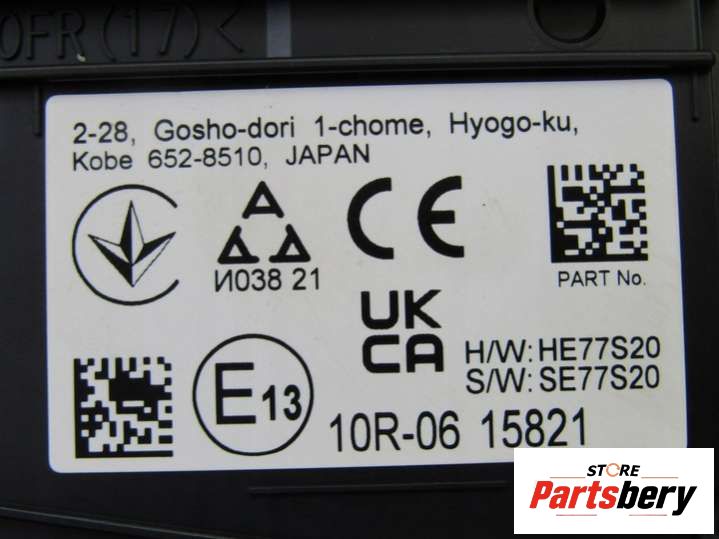 0FR(17)<
2-28, Gosho-dori 1-chome, Hyogo-ku,
Kobe 652-8510, JAPAN
И038 21
CE
PART No.
UK
CA
H/W: HE77S20
S/W: SE77S20
E13
10R-06 15821
STORE
Partsbery